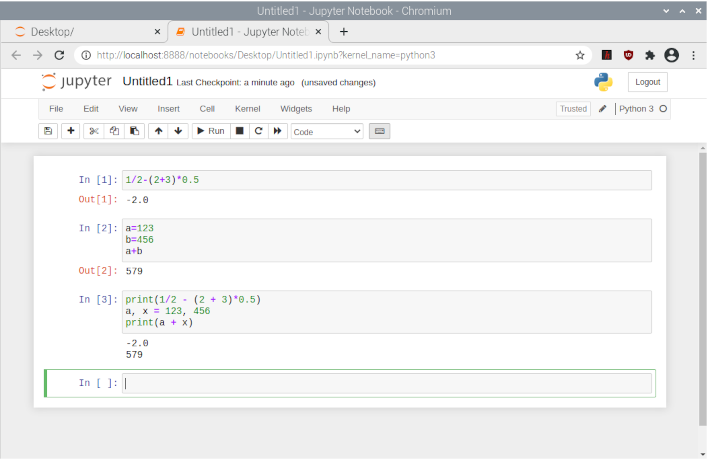 Untitled1 - Jupyter Notebook - Chromium
Desktop/
Untitled1 - Jupyter Note
http://localhost:8888/notebooks/Desktop/Untitled1.ipynb?kernel_name=python3
jupyter Untitled1 Last Checkpoint: a minute ago (unsaved changes)
Logout
File Edit View Insert Cell Kernel Widgets Help
Trusted
Python 3
Run
Code
In [1]: 1/2-(2+3)*0.5
Out[1]: -2.0
In [2]: a=123
b=456
a+b
Out[2]: 579
In [3]: print(1/2 - (2 + 3)*0.5)
a, x = 123, 456
print(a + x)
-2.0
579
In [ ]: